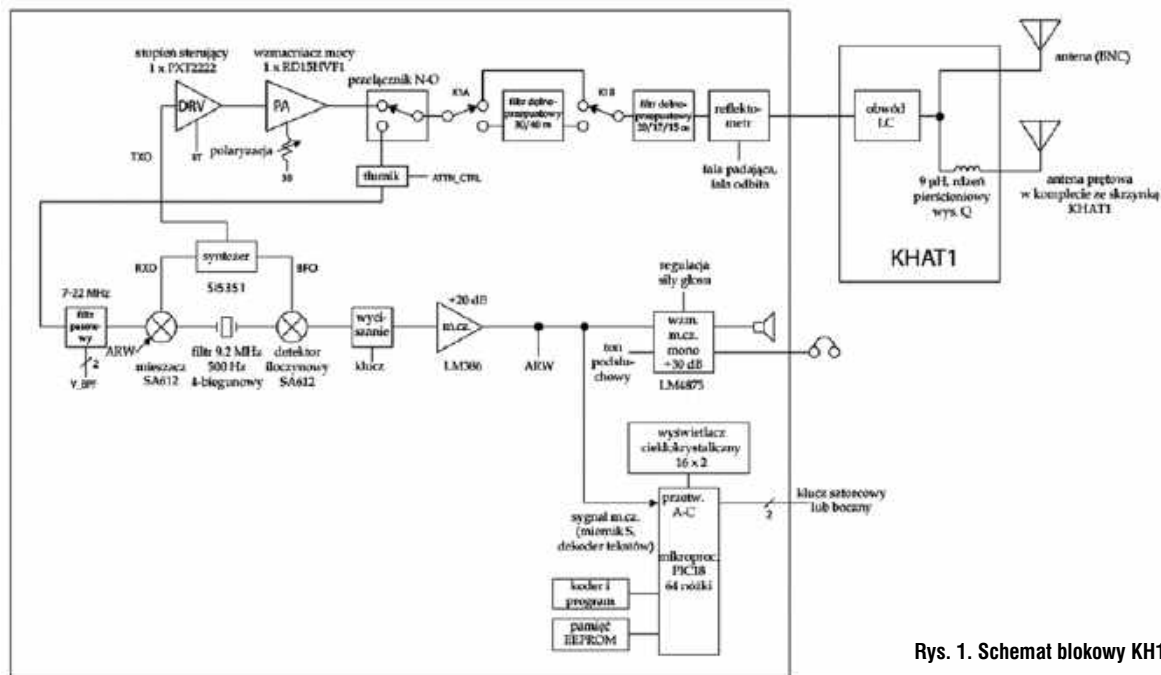 stopień sterujący
1 x PXT2222
DRV
8T
TXO
wzmacniacz mocy
1 x RD15HVF1
PA
polaryzacja
przełącznik N-O
K1A
filtr dolno-
przepustowy
30/40 m
K1B
filtr dolno-
przepustowy
20/17/15 m
reflekto-
metr
fala padająca,
fala odbita
tłumik
ATTN_CTRL
obwód
LC
antena (BNC)
9 µH, rdzeń
pierścieniowy
wys. Q
antena prętowa
w komplecie ze skrzynką
KHAT1
KHAT1
RXO
syntezer
Si5351
BFO
7-22 MHz
filtr
pasmo-
wy
2
V_BPF
ARW
mieszacz
SA612
filtr 9.2 MHz
500 Hz
4-biegunowy
detektor
iloczynowy
SA612
wyci-
szanie
klucz
+20 dB
m.cz.
LM386
ARW
regulacja
siły głosu
wzm.
m.cz.
mono
+30 dB
ton
podsłu-
chowy
LM4875
wyświetlacz
ciekłokrystaliczny
16 x 2
przetw.
A-C
sygnał m.cz.
(miernik S,
dekoder tekstów)
mikroproc.
PIC18
64 nóżki
2
klucz sztorcowy
lub boczny
koder i
program
pamięć
EEPROM
Rys. 1. Schemat blokowy KH1